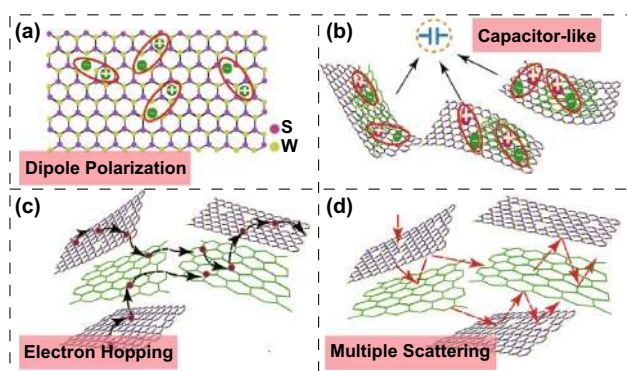 (a)
S
W
Dipole Polarization
(b)
Capacitor-like
(c)
Electron Hopping
(d)
Multiple Scattering